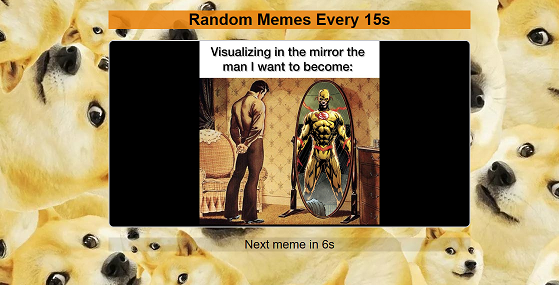 Random Memes Every 15s
Visualizing in the mirror the
man I want to become:
Next meme in 6s